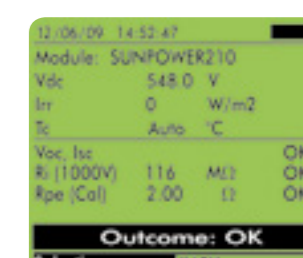 12/06/09 14:52:47
Module: SUNPOWER210
Vdc 548.0 V
Irr 0 W/m2
Tc Auto °C
Voc, Isc OK
Ri (1000V) 116 MΩ OK
Rpe (Cal) 2.00 Ω OK
Outcome: OK